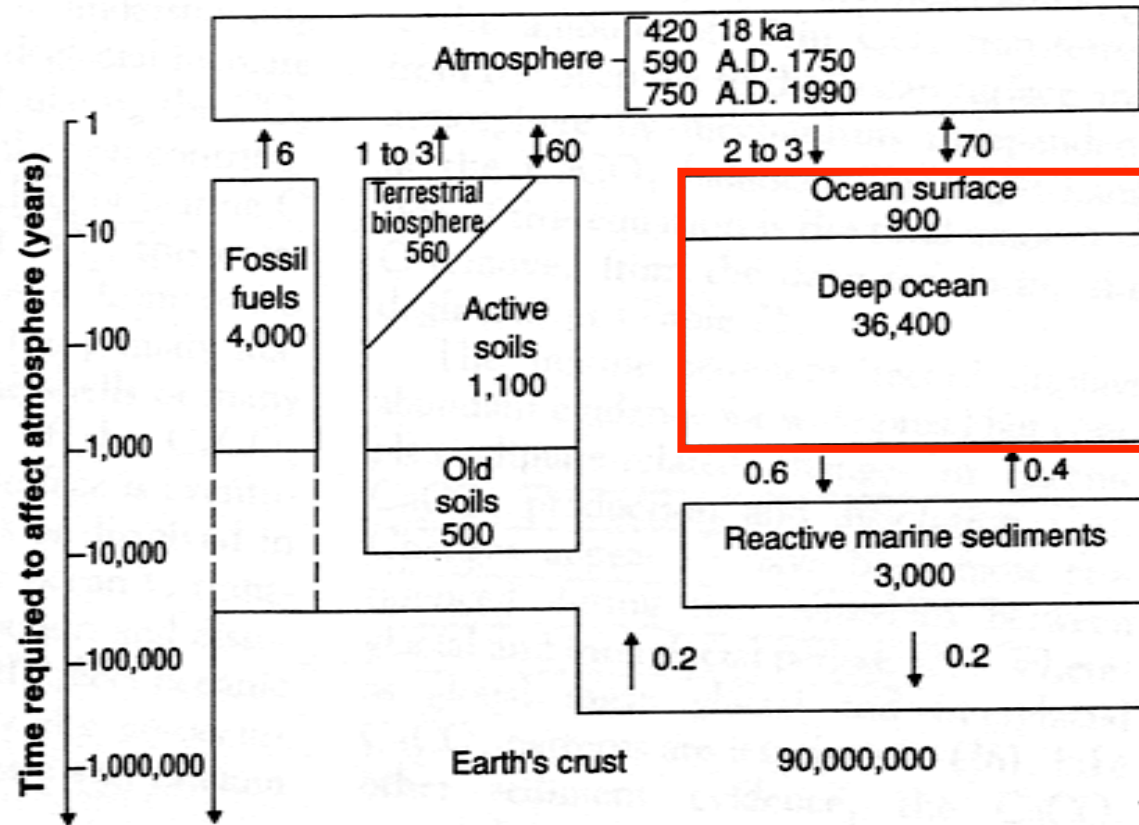 Atmosphere
420 18 ka
590 A.D. 1750
750 A.D. 1990
Time required to affect atmosphere (years)
1
10
100
1,000
10,000
100,000
1,000,000
6
1 to 3
60
2 to 3
70
Fossil
fuels
4,000
Terrestrial
biosphere
560
Active
soils
1,100
Old
soils
500
Ocean surface
900
Deep ocean
36,400
0.6
0.4
Reactive marine sediments
3,000
0.2
0.2
Earth's crust
90,000,000